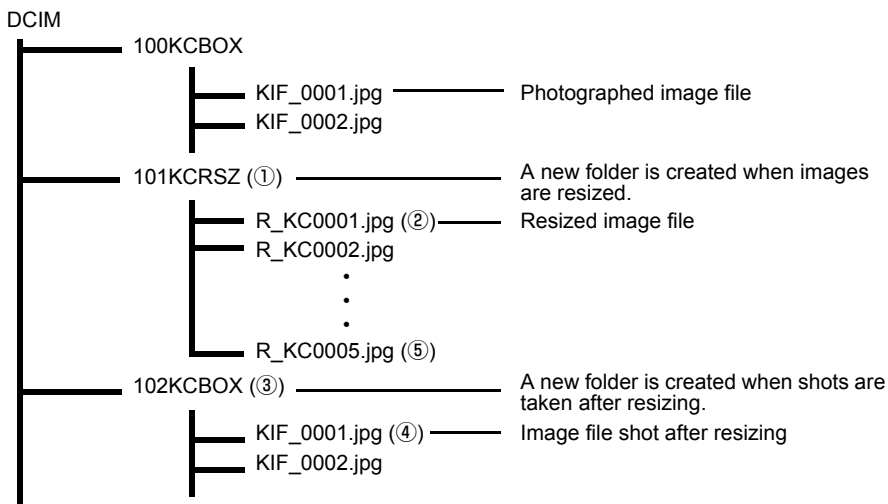 DCIM
100KCBOX
KIF_0001.jpg Photographed image file
KIF_0002.jpg
101KCRSZ (①) A new folder is created when images
are resized.
R_KC0001.jpg (②) Resized image file
R_KC0002.jpg
R_KC0005.jpg (⑤)
102KCBOX (③) A new folder is created when shots are
taken after resizing.
KIF_0001.jpg (④) Image file shot after resizing
KIF_0002.jpg